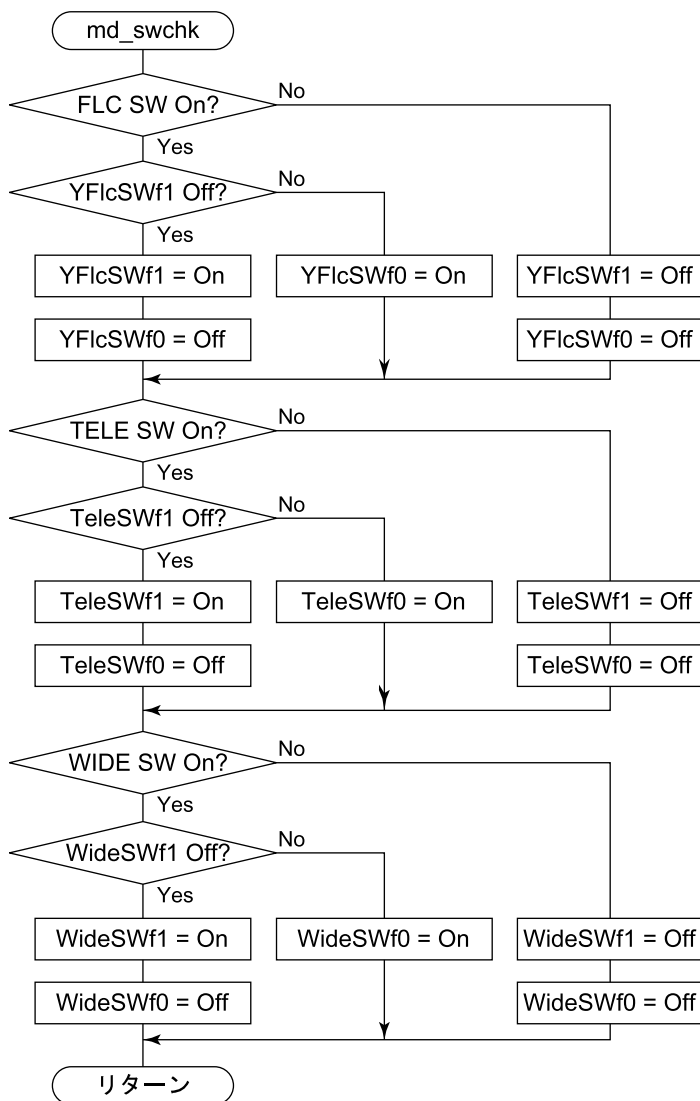 md_swchk
FLC SW On?
No
Yes
YFlcSWf1 Off?
No
Yes
YFlcSWf1 = On
YFlcSWf0 = On
YFlcSWf1 = Off
YFlcSWf0 = Off
YFlcSWf0 = Off
TELE SW On?
No
Yes
TeleSWf1 Off?
No
Yes
TeleSWf1 = On
TeleSWf0 = On
TeleSWf1 = Off
TeleSWf0 = Off
TeleSWf0 = Off
WIDE SW On?
No
Yes
WideSWf1 Off?
No
Yes
WideSWf1 = On
WideSWf0 = On
WideSWf1 = Off
WideSWf0 = Off
WideSWf0 = Off
リターン